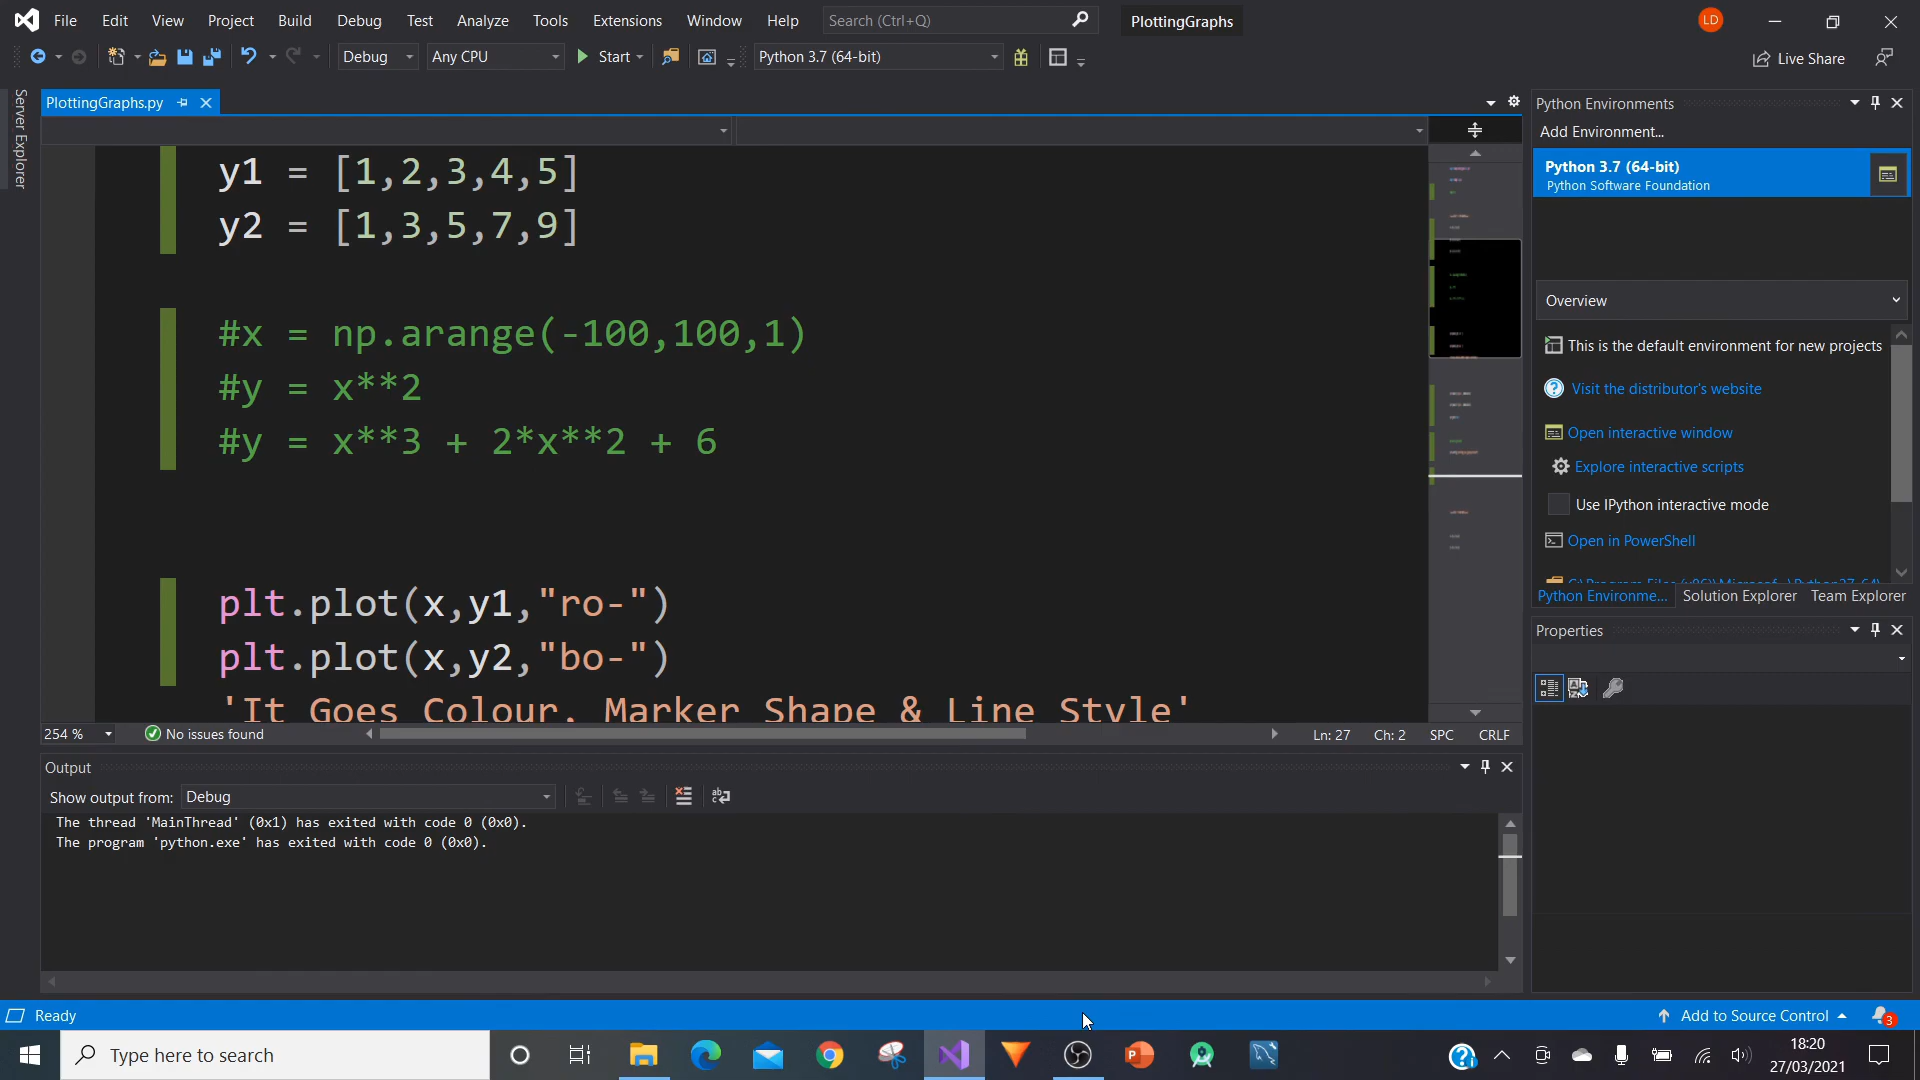 File Edit View Project Build Debug Test Analyze Tools Extensions Window Help Search (Ctrl+Q) PlottingGraphs LD
Debug Any CPU Start Python 3.7 (64-bit) Live Share
Server Explorer
PlottingGraphs.py
y1 = [1,2,3,4,5]
y2 = [1,3,5,7,9]
#x = np.arange(-100,100,1)
#y = x**2
#y = x**3 + 2*x**2 + 6
plt.plot(x,y1,"ro-")
plt.plot(x,y2,"bo-")
'It Goes Colour, Marker Shape & Line Style'
254 % No issues found Ln: 27 Ch: 2 SPC CRLF
Output
Show output from: Debug
The thread 'MainThread' (0x1) has exited with code 0 (0x0).
The program 'python.exe' has exited with code 0 (0x0).
Python Environments
Add Environment...
Python 3.7 (64-bit)
Python Software Foundation
Overview
This is the default environment for new projects
Visit the distributor's website
Open interactive window
Explore interactive scripts
Use IPython interactive mode
Open in PowerShell
Python Environme... Solution Explorer Team Explorer
Properties
Ready Add to Source Control 3
Type here to search
18:20
27/03/2021